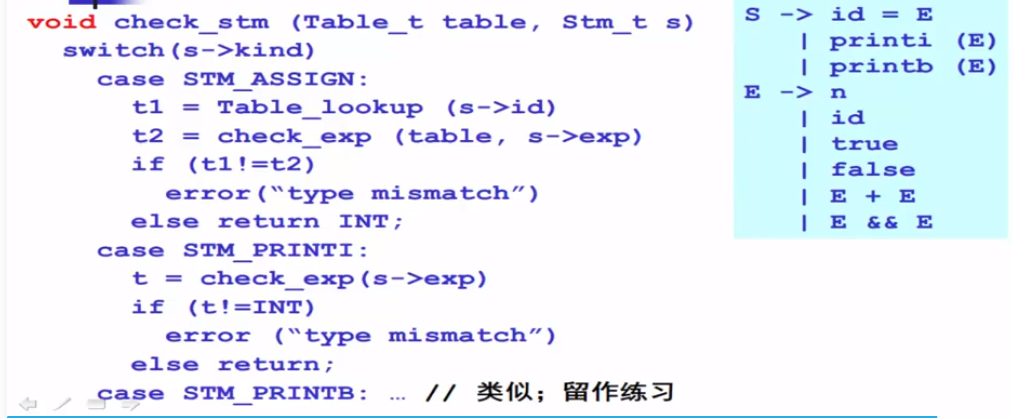 void check_stm (Table_t table, Stm_t s)
switch(s->kind)
case STM_ASSIGN:
t1 = Table_lookup (s->id)
t2 = check_exp (table, s->exp)
if (t1!=t2)
error(“type mismatch”)
else return INT;
case STM_PRINTI:
t = check_exp(s->exp)
if (t!=INT)
error (“type mismatch”)
else return;
case STM_PRINTB: … // 类似；留作练习
S -> id = E
| printi (E)
| printb (E)
E -> n
| id
| true
| false
| E + E
| E && E